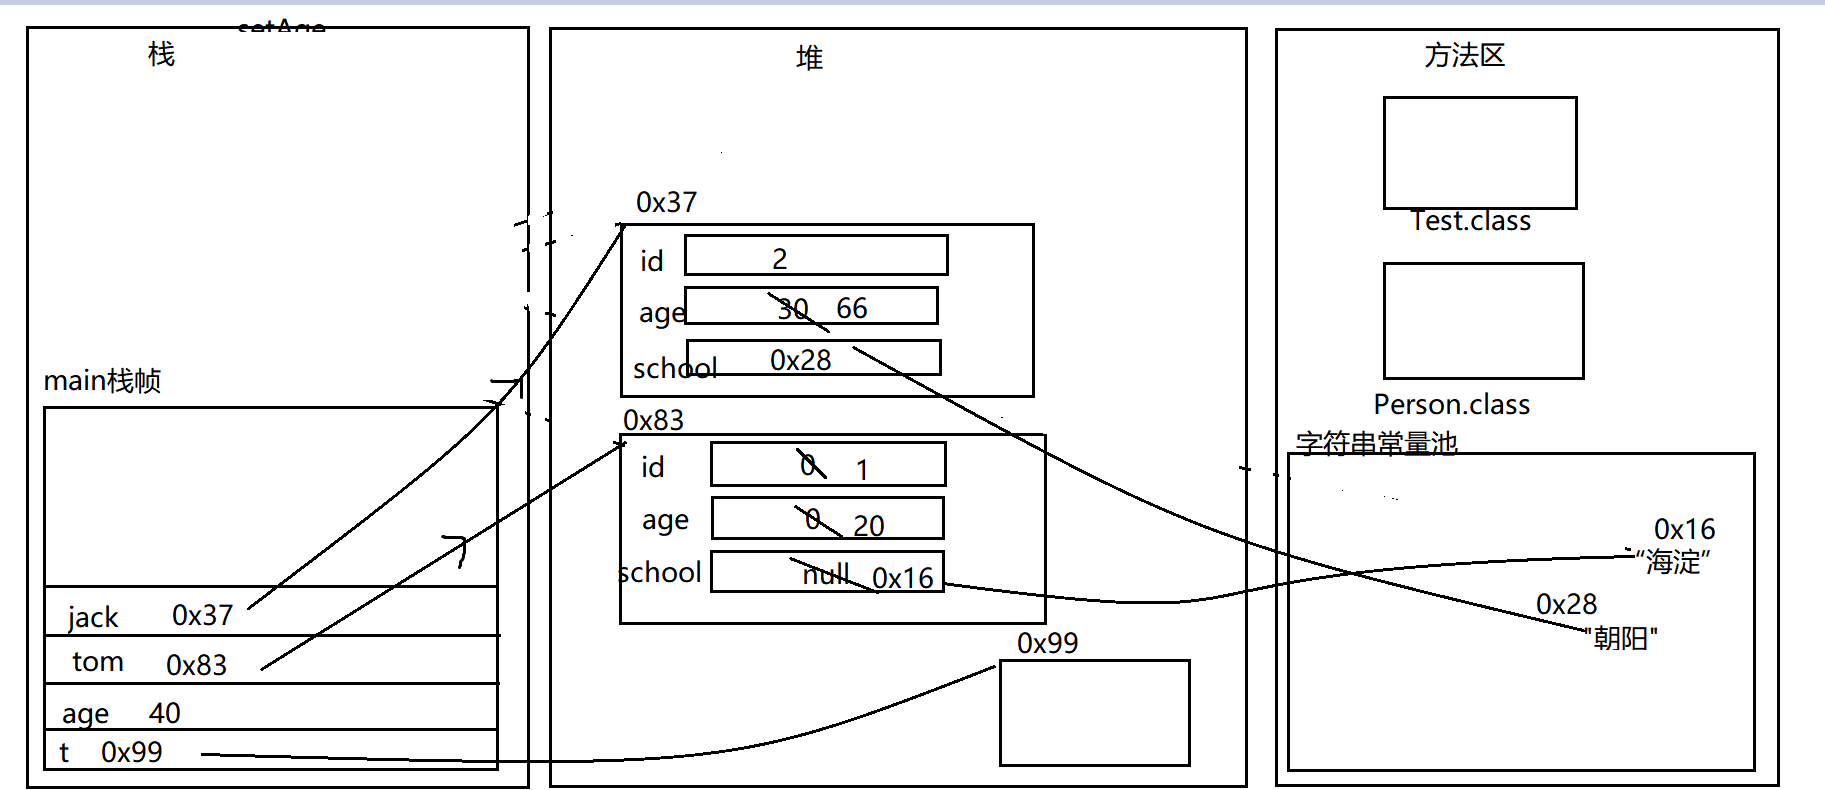 setAge
栈
main栈帧
jack 0x37
tom 0x83
age 40
t 0x99
堆
0x37
id 2
age 30 66
school 0x28
0x83
id 0 1
age 0 20
school null 0x16
0x99
方法区
Test.class
Person.class
字符串常量池
0x16
“海淀”
0x28
"朝阳"